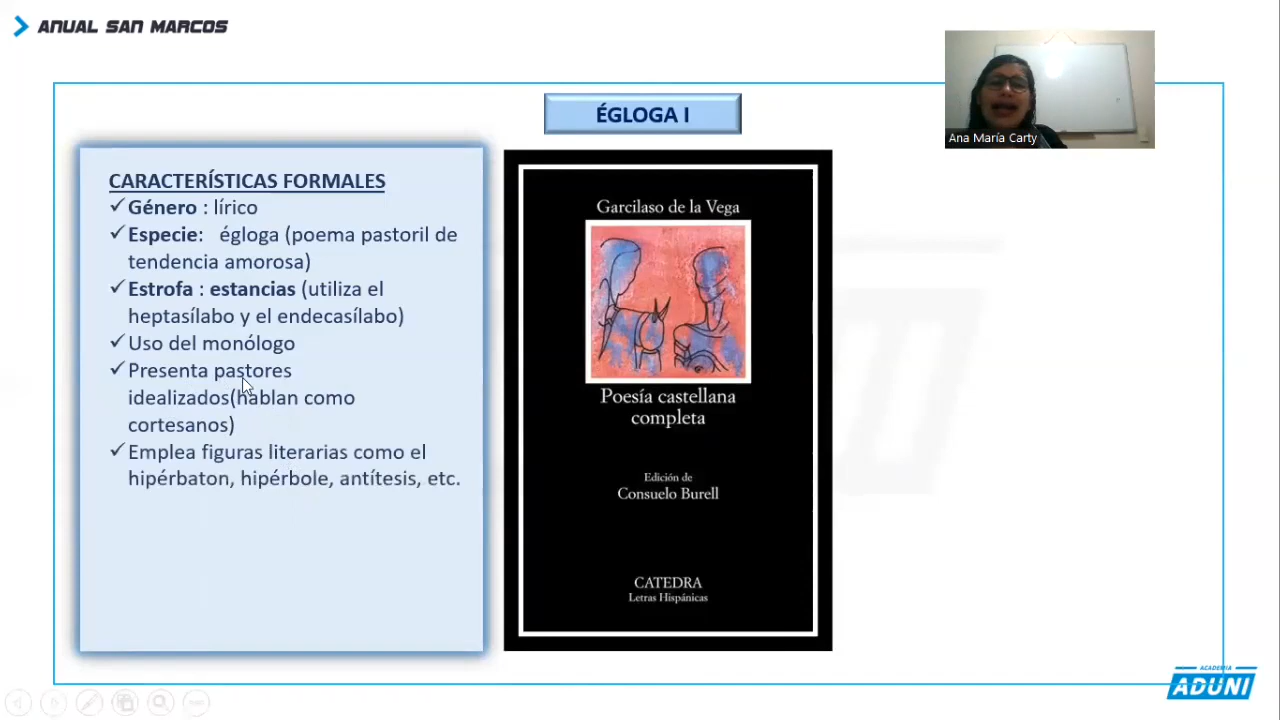 ANUAL SAN MARCOS
Ana María Carty
ÉGLOGA I
CARACTERÍSTICAS FORMALES
✓Género : lírico
✓Especie: égloga (poema pastoril de
tendencia amorosa)
✓Estrofa : estancias (utiliza el
heptasílabo y el endecasílabo)
✓Uso del monólogo
✓Presenta pastores
idealizados(hablan como
cortesanos)
✓Emplea figuras literarias como el
hipérbaton, hipérbole, antítesis, etc.
Garcilaso de la Vega
Poesía castellana
completa
Edición de
Consuelo Burell
CATEDRA
Letras Hispánicas
ACADEMIA
ADUNI